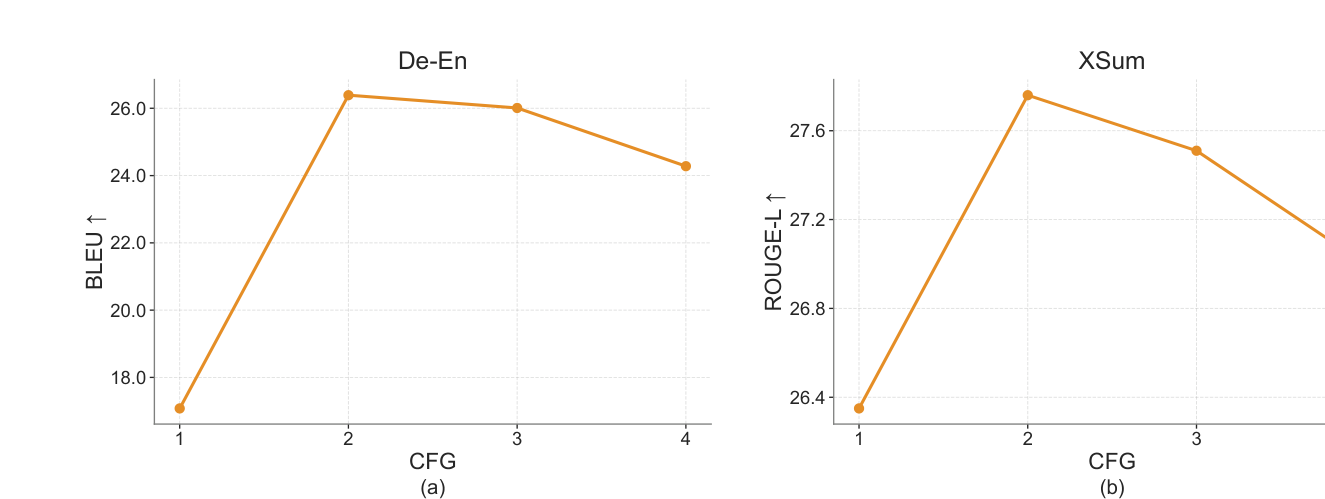 De-En
BLEU ↑
26.0
24.0
22.0
20.0
18.0
1 2 3 4
CFG
(a)
XSum
ROUGE-L ↑
27.6
27.2
26.8
26.4
1 2 3
CFG
(b)